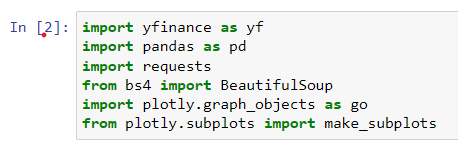 In [2]: import yfinance as yf
import pandas as pd
import requests
from bs4 import BeautifulSoup
import plotly.graph_objects as go
from plotly.subplots import make_subplots